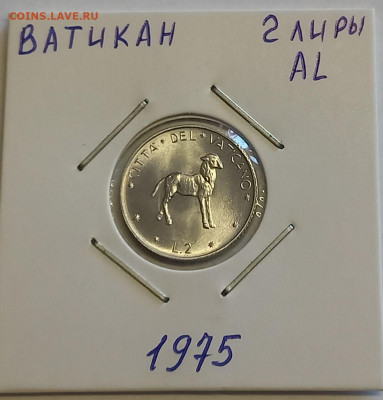 COINS.LAVE.RU
ВАТИКАН 2 ЛИРЫ
AL
CITTA * DEL * VATICANO
L.2
1975